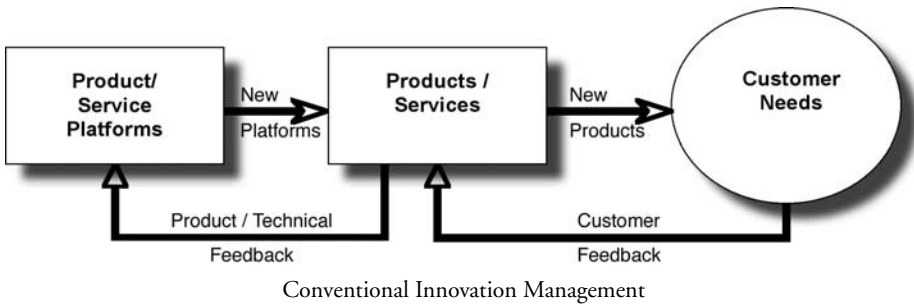 Product/
Service
Platforms
New
Platforms
Products /
Services
New
Products
Customer
Needs
Product / Technical
Feedback
Customer
Feedback
Conventional Innovation Management